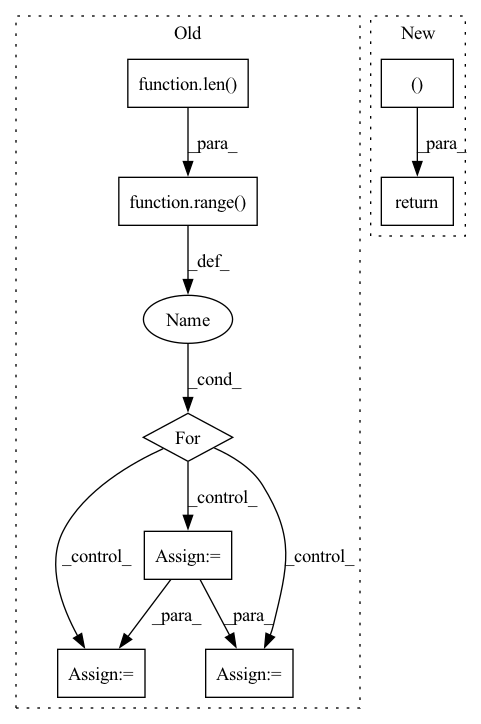 Old
New
function.len()
()
_para_
_para_
function.range()
return
_def_
Name
_cond_
For
_control_
_control_
_control_
Assign:=
_para_
_para_
Assign:=
Assign:=